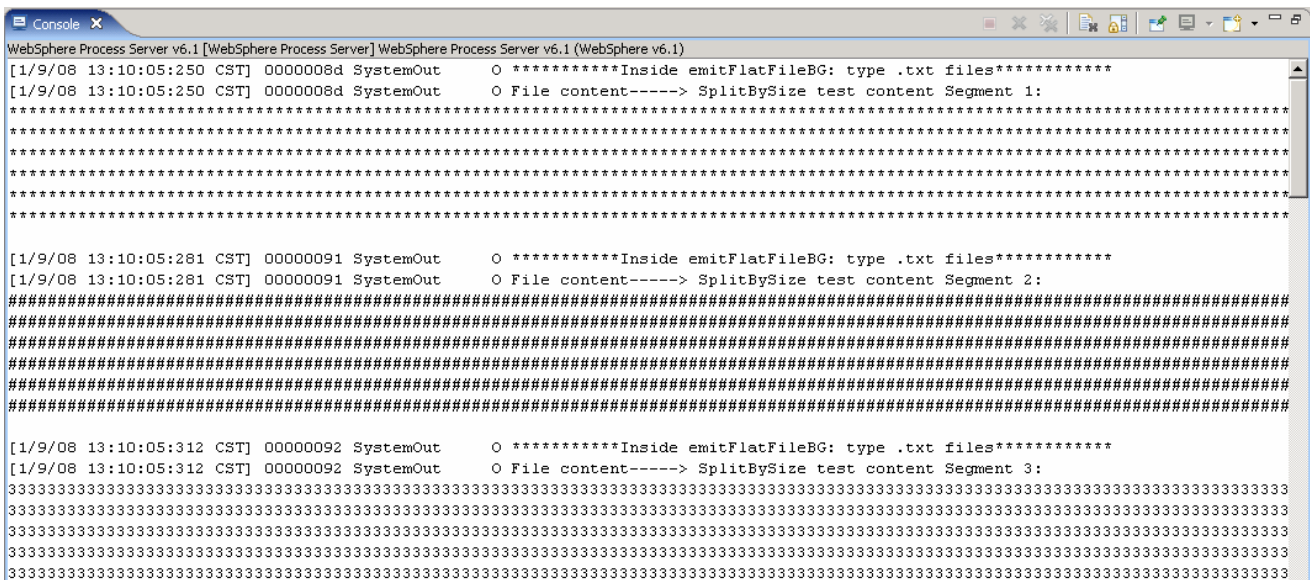 Console
WebSphere Process Server v6.1 [WebSphere Process Server] WebSphere Process Server v6.1 (WebSphere v6.1)
[1/9/08 13:10:05:250 CST] 0000008d SystemOut     O ***********Inside emitFlatFileBG: type .txt files************
[1/9/08 13:10:05:250 CST] 0000008d SystemOut     O File content-----> SplitBySize test content Segment 1:
***********************************************************************************************************************************
***********************************************************************************************************************************
***********************************************************************************************************************************
***********************************************************************************************************************************
***********************************************************************************************************************************
***********************************************************************************************************************************
[1/9/08 13:10:05:281 CST] 00000091 SystemOut     O ***********Inside emitFlatFileBG: type .txt files************
[1/9/08 13:10:05:281 CST] 00000091 SystemOut     O File content-----> SplitBySize test content Segment 2:
###################################################################################################################################
###################################################################################################################################
###################################################################################################################################
###################################################################################################################################
###################################################################################################################################
###################################################################################################################################
[1/9/08 13:10:05:312 CST] 00000092 SystemOut     O ***********Inside emitFlatFileBG: type .txt files************
[1/9/08 13:10:05:312 CST] 00000092 SystemOut     O File content-----> SplitBySize test content Segment 3:
33333333333333333333333333333333333333333333333333333333333333333333333333333333333333333333333333333333333333333333333333333333333
33333333333333333333333333333333333333333333333333333333333333333333333333333333333333333333333333333333333333333333333333333333333
33333333333333333333333333333333333333333333333333333333333333333333333333333333333333333333333333333333333333333333333333333333333
33333333333333333333333333333333333333333333333333333333333333333333333333333333333333333333333333333333333333333333333333333333333
33333333333333333333333333333333333333333333333333333333333333333333333333333333333333333333333333333333333333333333333333333333333